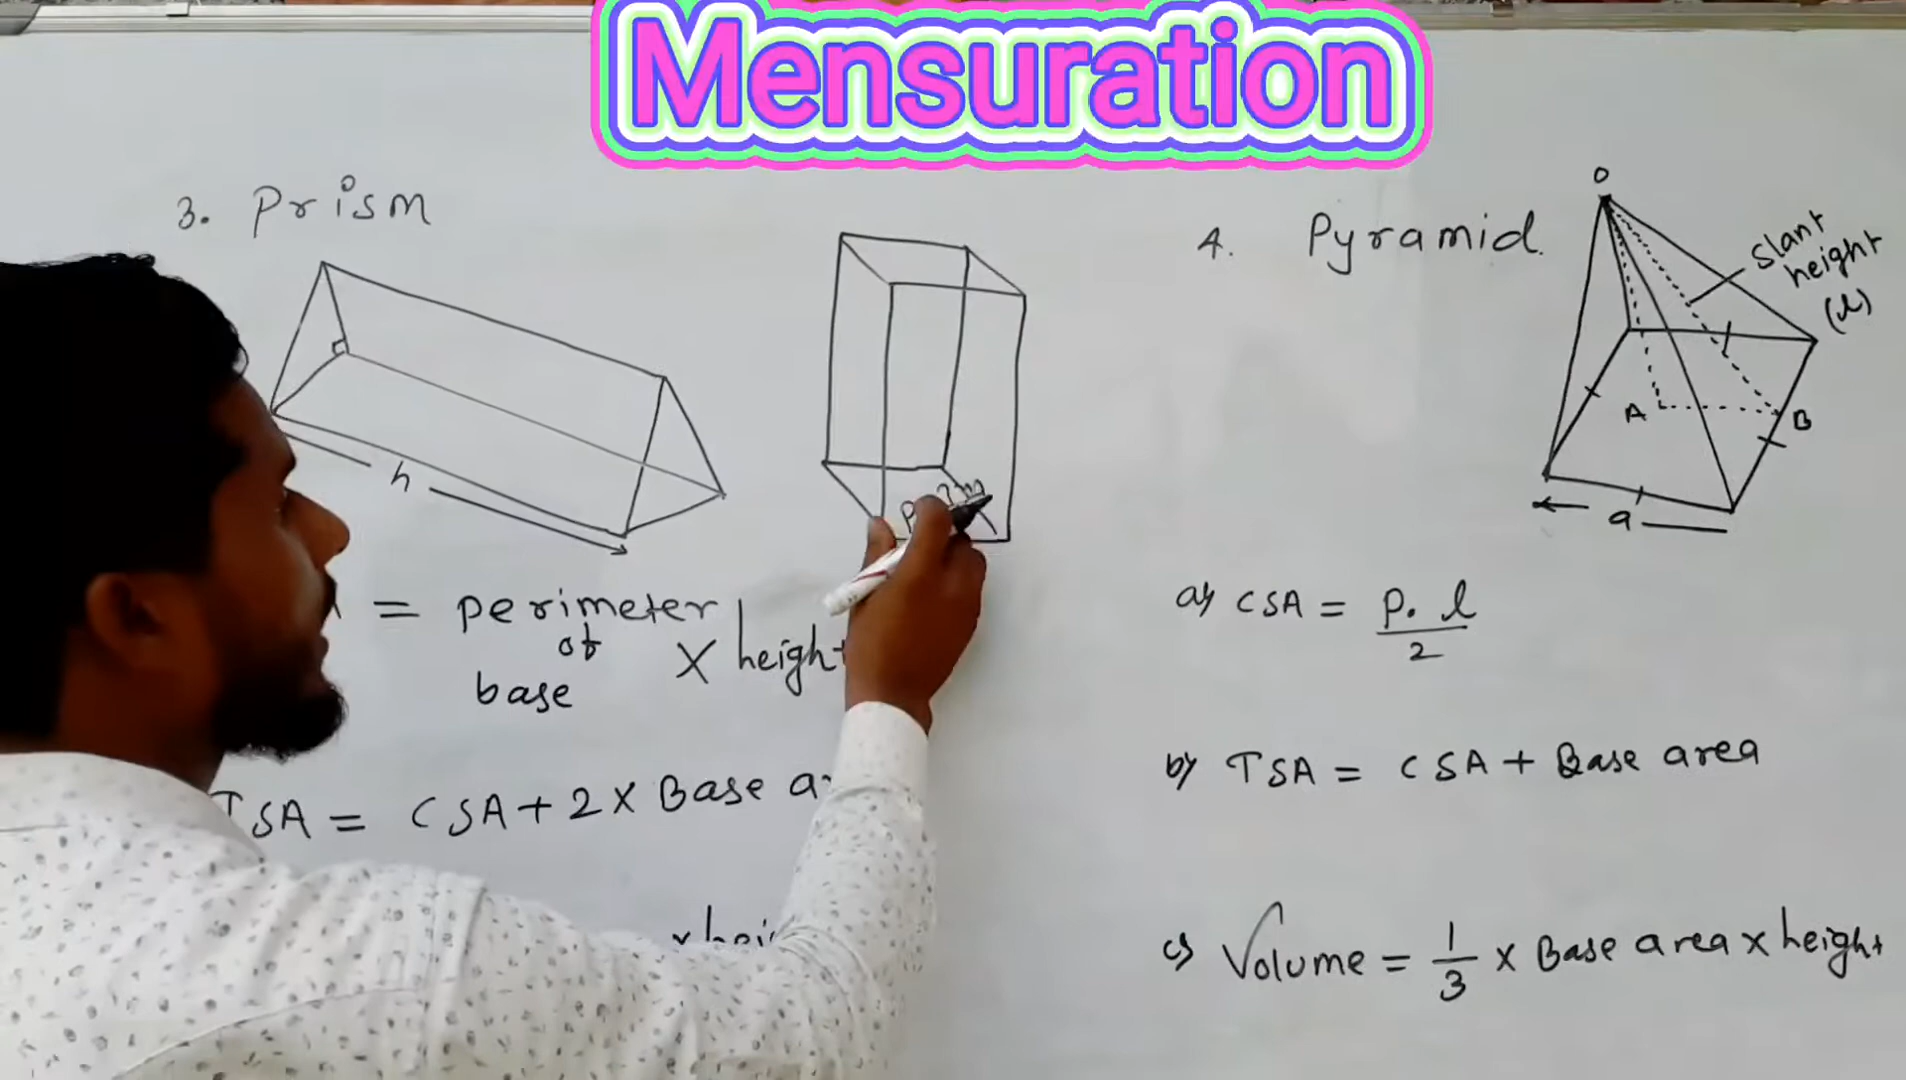 Mensuration
3. Prism
h
= perimeter
of
base
× height
TSA = CSA + 2 × Base
4. Pyramid.
O
Slant
height
(l)
A
B
a
a) CSA = P. l
2
b) TSA = CSA + Base area
c) Volume = 1/3 × Base area × height